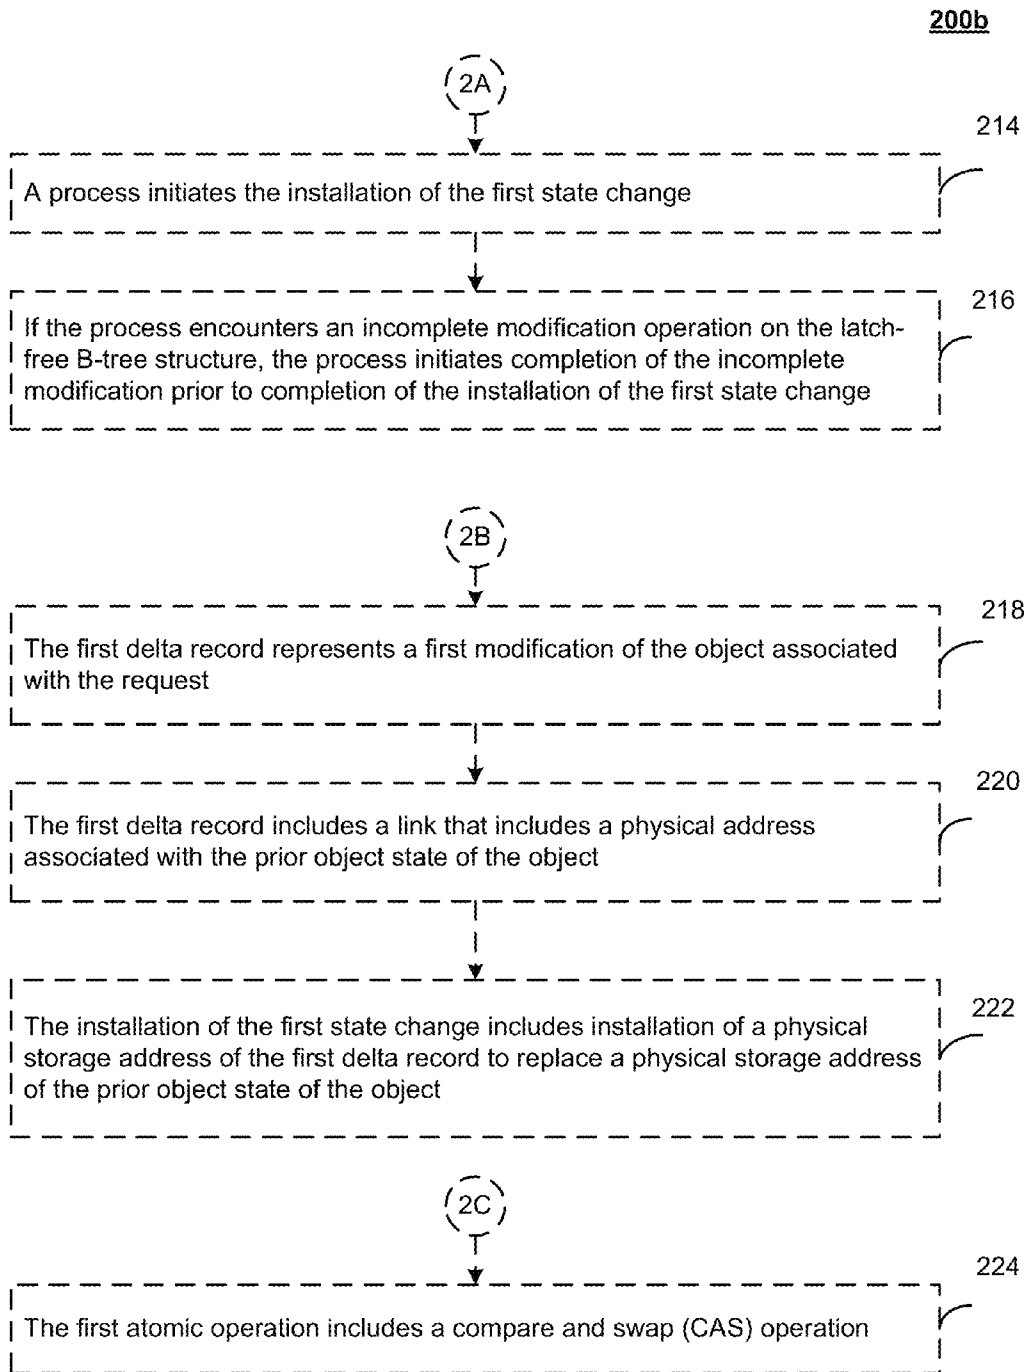 200b
2A
214
A process initiates the installation of the first state change
216
If the process encounters an incomplete modification operation on the latch-
free B-tree structure, the process initiates completion of the incomplete
modification prior to completion of the installation of the first state change
2B
218
The first delta record represents a first modification of the object associated
with the request
220
The first delta record includes a link that includes a physical address
associated with the prior object state of the object
222
The installation of the first state change includes installation of a physical
storage address of the first delta record to replace a physical storage address
of the prior object state of the object
2C
224
The first atomic operation includes a compare and swap (CAS) operation